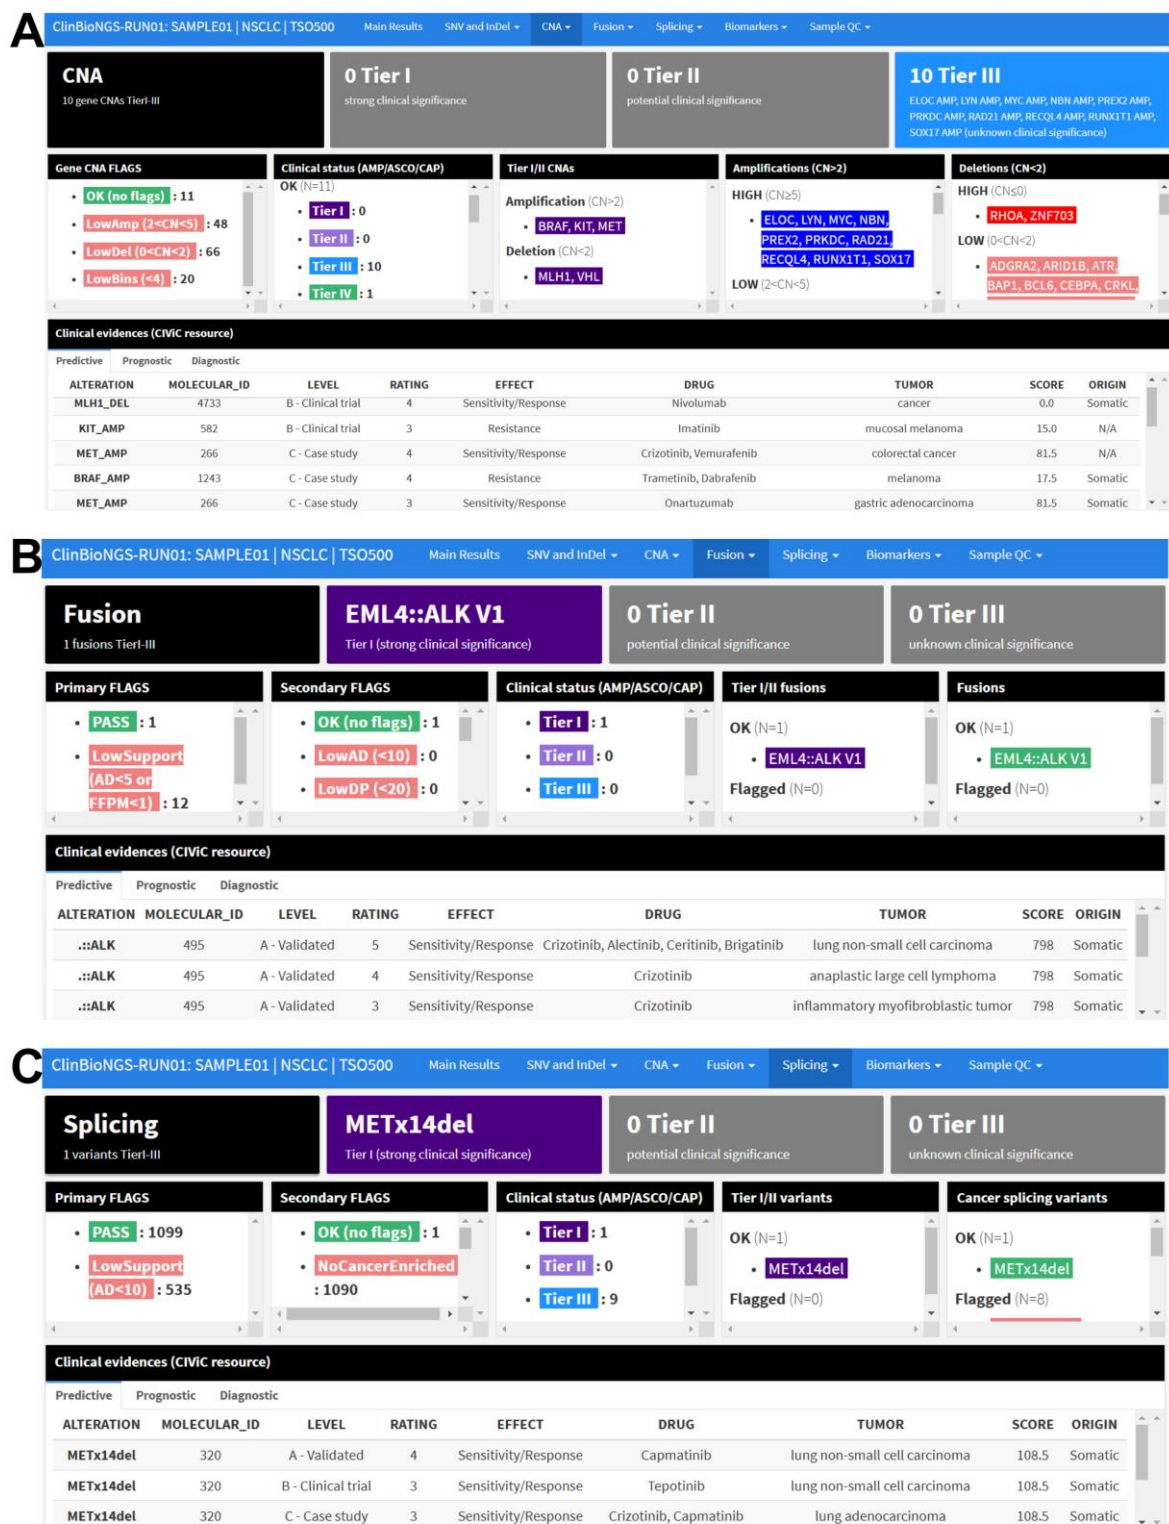 A
ClinBioNGS-RUN01: SAMPLE01 | NSCLC | TSO500 Main Results SNV and InDel CNA Fusion Splicing Biomarkers Sample QC
CNA
10 gene CNAs TierI-III
0 Tier I
strong clinical significance
0 Tier II
potential clinical significance
10 Tier III
ELOC AMP, LYN AMP, MYC AMP, NBN AMP, PREX2 AMP,
PRKDC AMP, RAD21 AMP, RECQL4 AMP, RUNX1T1 AMP,
SOX17 AMP (unknown clinical significance)
Gene CNA FLAGS
OK (no flags) : 11
LowAmp (2<CN<5) : 48
LowDel (0<CN<2) : 66
LowBins (<4) : 20
Clinical status (AMP/ASCO/CAP)
OK (N=11)
Tier I : 0
Tier II : 0
Tier III : 10
Tier IV : 1
Tier I/II CNAs
Amplification (CN>2)
BRAF, KIT, MET
Deletion (CN<2)
MLH1, VHL
Amplifications (CN>2)
HIGH (CN≥5)
ELOC, LYN, MYC, NBN,
PREX2, PRKDC, RAD21,
RECQL4, RUNX1T1, SOX17
LOW (2<CN<5)
Deletions (CN<2)
HIGH (CN≤0)
RHOA, ZNF703
LOW (0<CN<2)
ADGRA2, ARID1B, ATR,
BAP1, BCL6, CEBPA, CRKL,
Clinical evidences (CIViC resource)
Predictive Prognostic Diagnostic
ALTERATION MOLECULAR_ID LEVEL RATING EFFECT DRUG TUMOR SCORE ORIGIN
MLH1_DEL 4733 B - Clinical trial 4 Sensitivity/Response Nivolumab cancer 0.0 Somatic
KIT_AMP 582 B - Clinical trial 3 Resistance Imatinib mucosal melanoma 15.0 N/A
MET_AMP 266 C - Case study 4 Sensitivity/Response Crizotinib, Vemurafenib colorectal cancer 81.5 N/A
BRAF_AMP 1243 C - Case study 4 Resistance Trametinib, Dabrafenib melanoma 17.5 Somatic
MET_AMP 266 C - Case study 3 Sensitivity/Response Onartuzumab gastric adenocarcinoma 81.5 Somatic
B
ClinBioNGS-RUN01: SAMPLE01 | NSCLC | TSO500 Main Results SNV and InDel CNA Fusion Splicing Biomarkers Sample QC
Fusion
1 fusions TierI-III
EML4::ALK V1
Tier I (strong clinical significance)
0 Tier II
potential clinical significance
0 Tier III
unknown clinical significance
Primary FLAGS
PASS : 1
LowSupport
(AD<5 or
FFPM<1) : 12
Secondary FLAGS
OK (no flags) : 1
LowAD (<10) : 0
LowDP (<20) : 0
Clinical status (AMP/ASCO/CAP)
Tier I : 1
Tier II : 0
Tier III : 0
Tier I/II fusions
OK (N=1)
EML4::ALK V1
Flagged (N=0)
Fusions
OK (N=1)
EML4::ALK V1
Flagged (N=0)
Clinical evidences (CIViC resource)
Predictive Prognostic Diagnostic
ALTERATION MOLECULAR_ID LEVEL RATING EFFECT DRUG TUMOR SCORE ORIGIN
.::ALK 495 A - Validated 5 Sensitivity/Response Crizotinib, Alectinib, Ceritinib, Brigatinib lung non-small cell carcinoma 798 Somatic
.::ALK 495 A - Validated 4 Sensitivity/Response Crizotinib anaplastic large cell lymphoma 798 Somatic
.::ALK 495 A - Validated 3 Sensitivity/Response Crizotinib inflammatory myofibroblastic tumor 798 Somatic
C
ClinBioNGS-RUN01: SAMPLE01 | NSCLC | TSO500 Main Results SNV and InDel CNA Fusion Splicing Biomarkers Sample QC
Splicing
1 variants TierI-III
METx14del
Tier I (strong clinical significance)
0 Tier II
potential clinical significance
0 Tier III
unknown clinical significance
Primary FLAGS
PASS : 1099
LowSupport
(AD<10) : 535
Secondary FLAGS
OK (no flags) : 1
NoCancerEnriched
: 1090
Clinical status (AMP/ASCO/CAP)
Tier I : 1
Tier II : 0
Tier III : 9
Tier I/II variants
OK (N=1)
METx14del
Flagged (N=0)
Cancer splicing variants
OK (N=1)
METx14del
Flagged (N=8)
Clinical evidences (CIViC resource)
Predictive Prognostic Diagnostic
ALTERATION MOLECULAR_ID LEVEL RATING EFFECT DRUG TUMOR SCORE ORIGIN
METx14del 320 A - Validated 4 Sensitivity/Response Capmatinib lung non-small cell carcinoma 108.5 Somatic
METx14del 320 B - Clinical trial 3 Sensitivity/Response Tepotinib lung non-small cell carcinoma 108.5 Somatic
METx14del 320 C - Case study 3 Sensitivity/Response Crizotinib, Capmatinib lung adenocarcinoma 108.5 Somatic